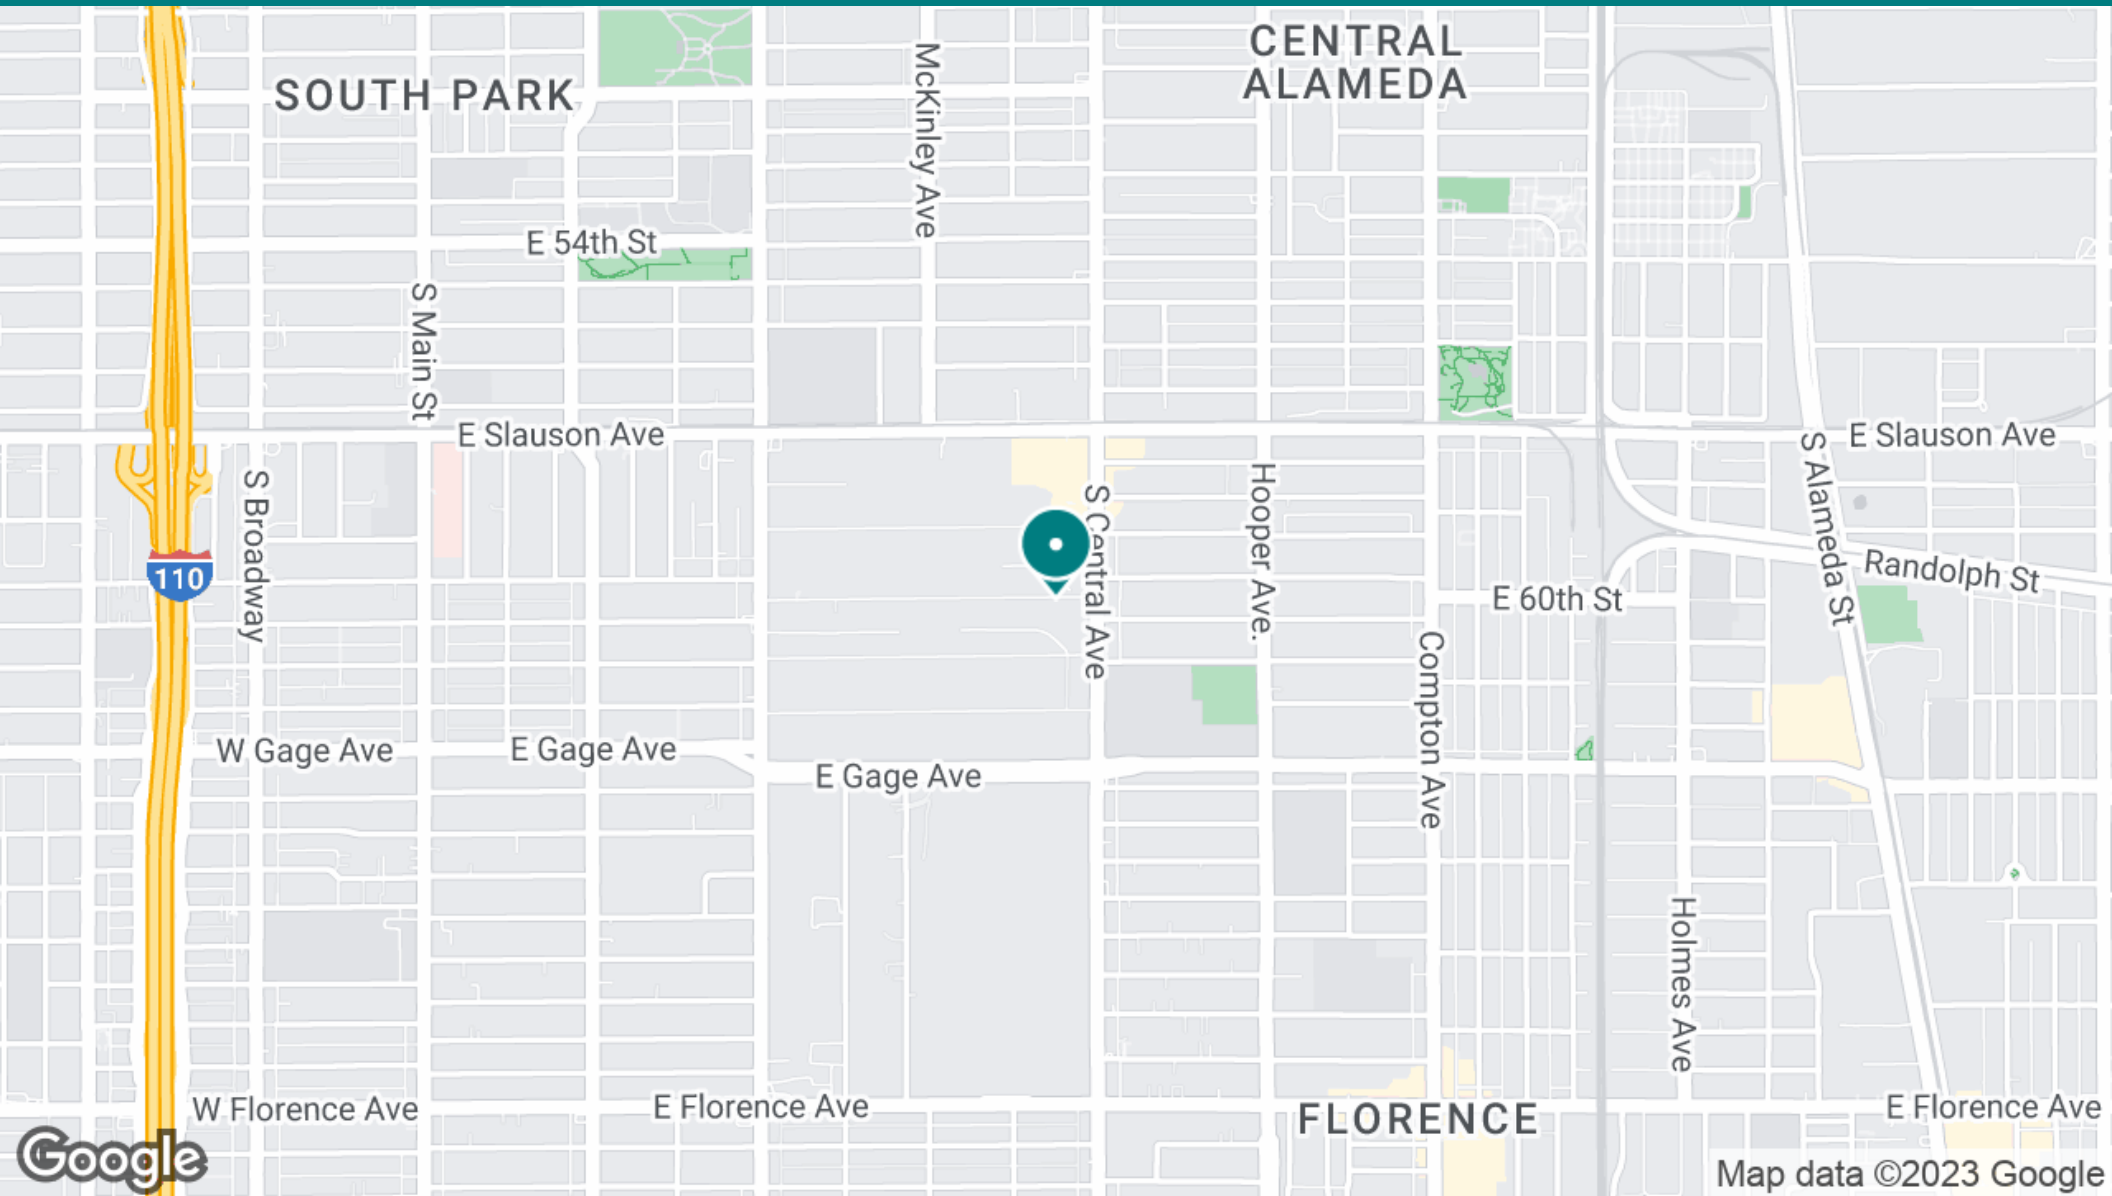 CENTRAL
ALAMEDA
SOUTH PARK
McKinley Ave
E 54th St
S Main St
E Slauson Ave
E Slauson Ave
S Alameda St
S Broadway
S Central Ave
Hooper Ave.
110
Randolph St
E 60th St
Compton Ave
W Gage Ave
E Gage Ave
E Gage Ave
Holmes Ave
W Florence Ave
E Florence Ave
FLORENCE
E Florence Ave
Google
Map data ©2023 Google